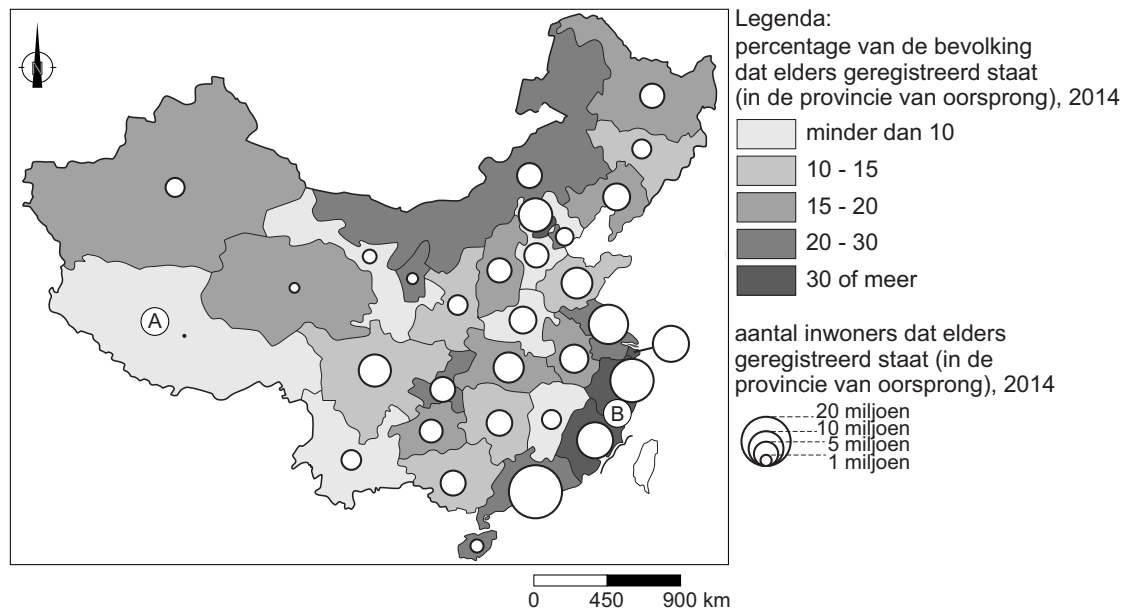 N
A
B
0 450 900 km
Legenda:
percentage van de bevolking
dat elders geregistreerd staat
(in de provincie van oorsprong), 2014
minder dan 10
10 - 15
15 - 20
20 - 30
30 of meer
aantal inwoners dat elders
geregistreerd staat (in de
provincie van oorsprong), 2014
20 miljoen
10 miljoen
5 miljoen
1 miljoen